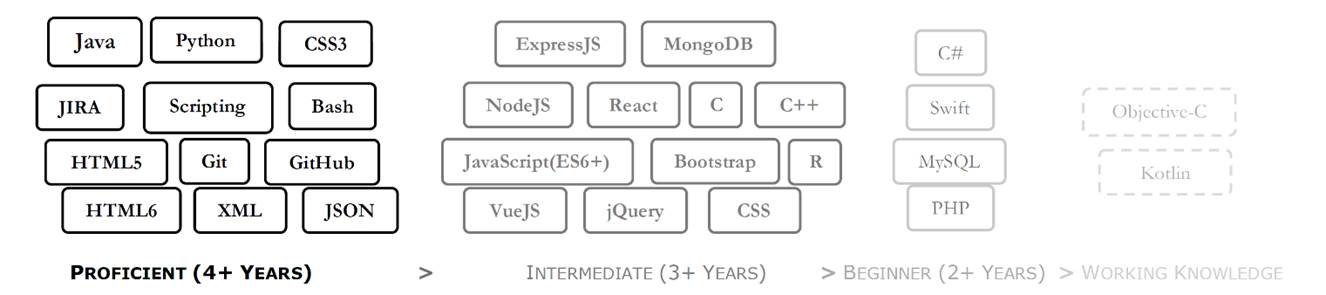 Java Python CSS3 ExpressJS MongoDB C#
JIRA Scripting Bash NodeJS React C C++ Swift Objective-C
HTML5 Git GitHub JavaScript(ES6+) Bootstrap R MySQL Kotlin
HTML6 XML JSON VueJS jQuery CSS PHP
PROFICIENT (4+ YEARS) > INTERMEDIATE (3+ YEARS) > BEGINNER (2+ YEARS) > WORKING KNOWLEDGE